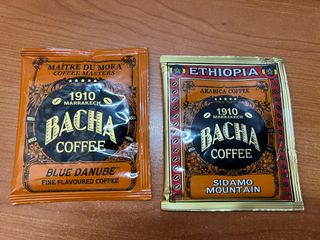 MAÎTRE DU MOKA
COFFEE MASTERS
1910
MARRAKECH
BACHA
COFFEE
BLUE DANUBE
FINE FLAVOURED COFFEE
ETHIOPIA
ARABICA COFFEE
1910
MARRAKECH
BACHA
COFFEE
SIDAMO
MOUNTAIN